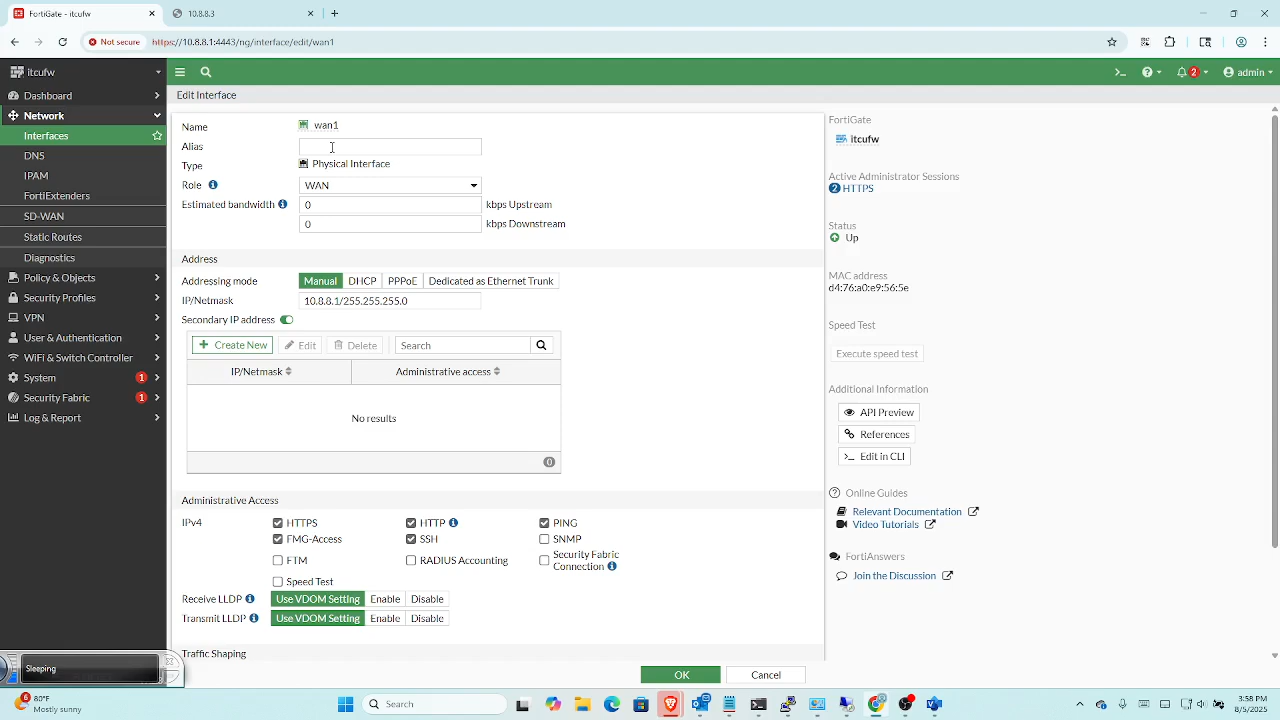 FortiGate - itcufw
10.8.8.3
Not secure
https://10.8.8.1:4443/ng/interface/edit/wan1
itcufw
2
admin
Dashboard
Network
Interfaces
DNS
IPAM
FortiExtenders
SD-WAN
Static Routes
Diagnostics
Policy & Objects
Security Profiles
VPN
User & Authentication
WiFi & Switch Controller
System
1
Security Fabric
1
Log & Report
Edit Interface
Name
wan1
Alias
Type
Physical Interface
Role
WAN
Estimated bandwidth
0
kbps Upstream
0
kbps Downstream
Address
Addressing mode
Manual
DHCP
PPPoE
Dedicated as Ethernet Trunk
IP/Netmask
10.8.8.1/255.255.255.0
Secondary IP address
Create New
Edit
Delete
Search
IP/Netmask
Administrative access
No results
0
Administrative Access
IPv4
HTTPS
HTTP
PING
FMG-Access
SSH
SNMP
FTM
RADIUS Accounting
Security Fabric
Connection
Speed Test
Receive LLDP
Use VDOM Setting
Enable
Disable
Transmit LLDP
Use VDOM Setting
Enable
Disable
Traffic Shaping
OK
Cancel
FortiGate
itcufw
Active Administrator Sessions
2 HTTPS
Status
Up
MAC address
d4:76:a0:e9:56:5e
Speed Test
Execute speed test
Additional Information
API Preview
References
Edit in CLI
Online Guides
Relevant Documentation
Video Tutorials
FortiAnswers
Join the Discussion
Sleeping
6
80°F
Mostly sunny
Search
3:58 PM
8/5/2025